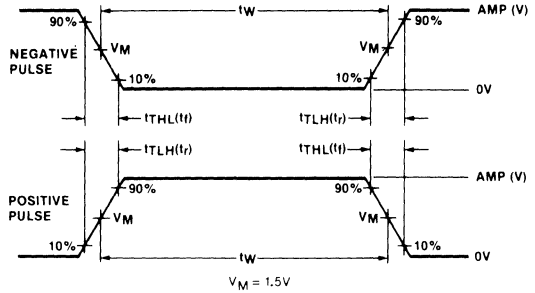 tW AMP (V)
90% 90%
VM VM
NEGATIVE
PULSE
10% 10%
0V
tTHL(tf) tTLH(tr)
tTLH(tr) tTHL(tf)
AMP (V)
90% 90%
POSITIVE
PULSE
VM VM
10% 10%
tW 0V
VM = 1.5V